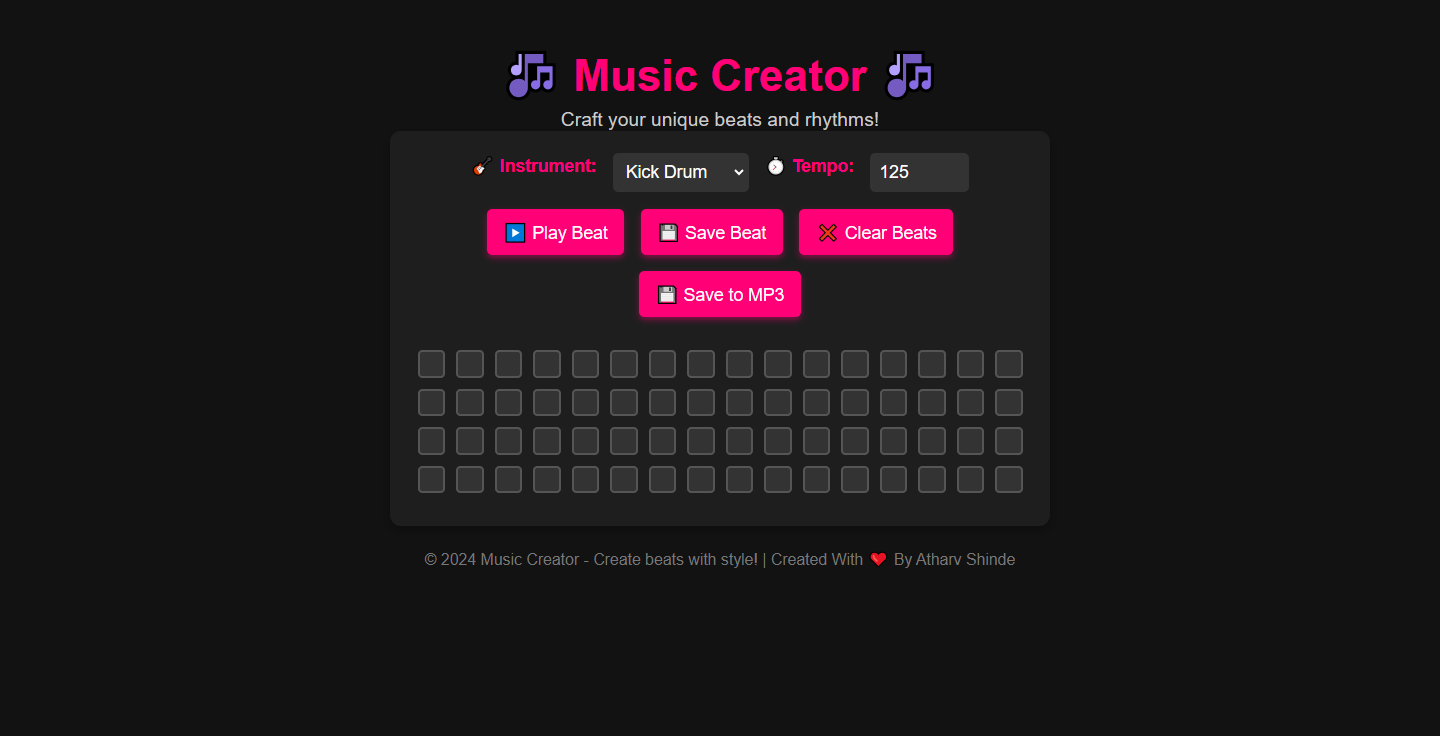 🎵 Music Creator 🎵
Craft your unique beats and rhythms!
🎸 Instrument: Kick Drum ⏱ Tempo: 125
▶️ Play Beat 💾 Save Beat ❌ Clear Beats
💾 Save to MP3
© 2024 Music Creator - Create beats with style! | Created With ❤️ By Atharv Shinde